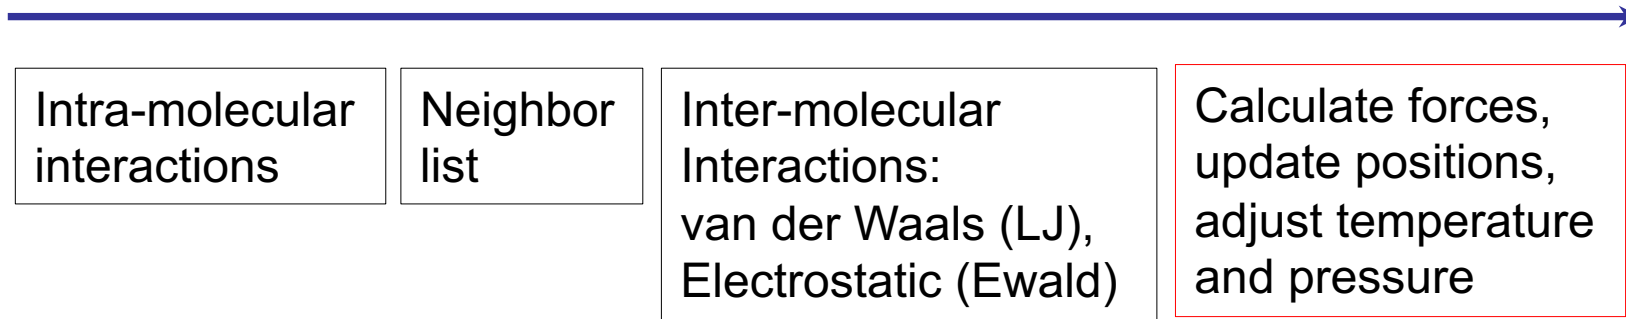 Intra-molecular
interactions
Neighbor
list
Inter-molecular
Interactions:
van der Waals (LJ),
Electrostatic (Ewald)
Calculate forces,
update positions,
adjust temperature
and pressure